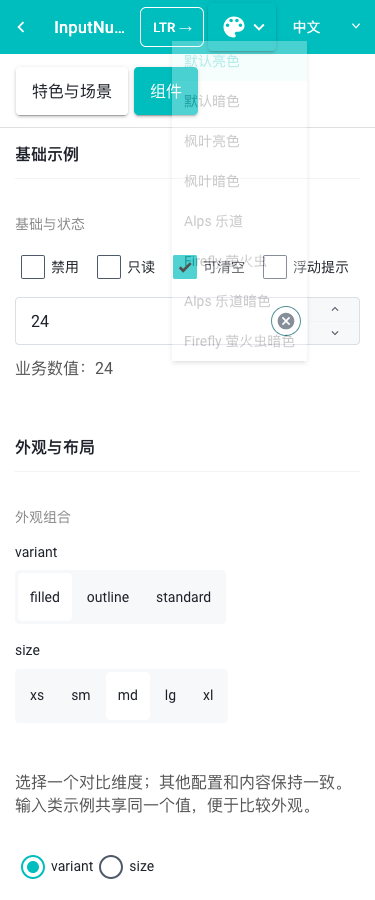 InputNu...
LTR→
中文
特色与场景
组件
默认亮色
默认暗色
枫叶亮色
枫叶暗色
Alps 乐道
Firefly 萤火虫
Alps 乐道暗色
Firefly 萤火虫暗色
基础示例
基础与状态
禁用
只读
可清空
浮动提示
24
业务数值：24
外观与布局
外观组合
variant
filled
outline
standard
size
xs
sm
md
lg
xl
选择一个对比维度；其他配置和内容保持一致。
输入类示例共享同一个值，便于比较外观。
variant
size